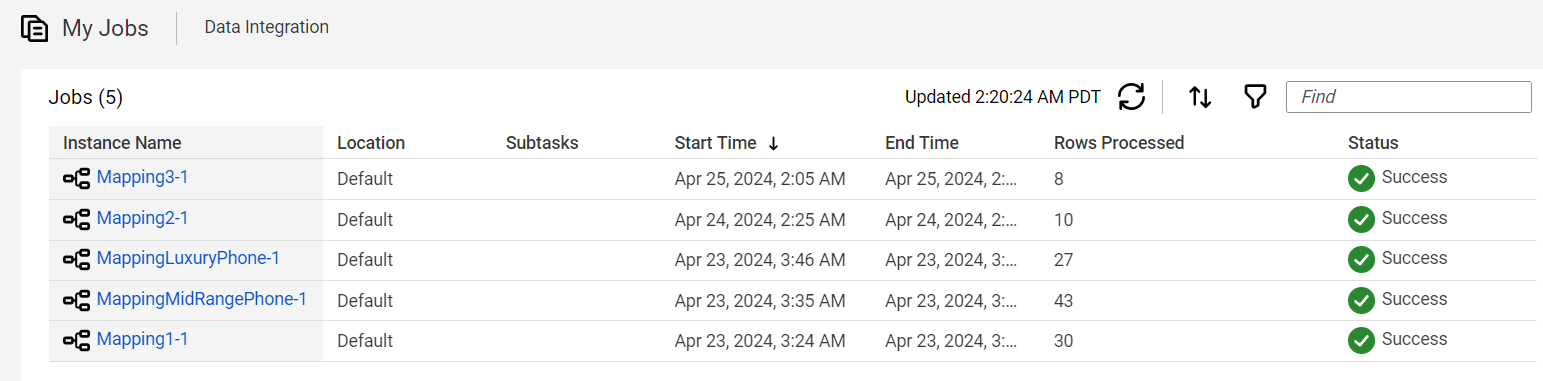 My Jobs Data Integration
Jobs (5) Updated 2:20:24 AM PDT Find
Instance Name Location Subtasks Start Time End Time Rows Processed Status
Mapping3-1 Default Apr 25, 2024, 2:05 AM Apr 25, 2024, 2:... 8 Success
Mapping2-1 Default Apr 24, 2024, 2:25 AM Apr 24, 2024, 2:... 10 Success
MappingLuxuryPhone-1 Default Apr 23, 2024, 3:46 AM Apr 23, 2024, 3:... 27 Success
MappingMidRangePhone-1 Default Apr 23, 2024, 3:35 AM Apr 23, 2024, 3:... 43 Success
Mapping1-1 Default Apr 23, 2024, 3:24 AM Apr 23, 2024, 3:... 30 Success